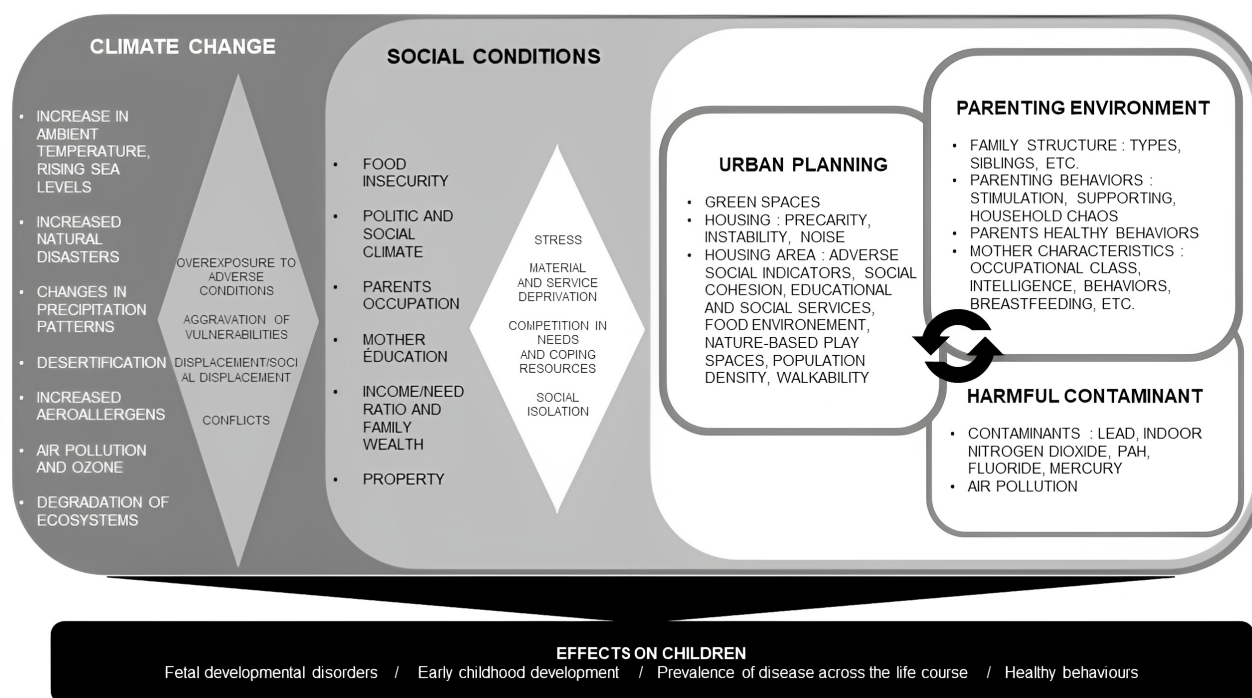 CLIMATE CHANGE
• INCREASE IN
AMBIENT
TEMPERATURE,
RISING SEA
LEVELS
• INCREASED
NATURAL
DISASTERS
• CHANGES IN
PRECIPITATION
PATTERNS
• DESERTIFICATION
• INCREASED
AEROALLERGENS
• AIR POLLUTION
AND OZONE
• DEGRADATION OF
ECOSYSTEMS
OVEREXPOSURE TO
ADVERSE
CONDITIONS
AGGRAVATION OF
VULNERABILITIES
DISPLACEMENT/SOCI
AL DISPLACEMENT
CONFLICTS
SOCIAL CONDITIONS
• FOOD
INSECURITY
• POLITIC AND
SOCIAL
CLIMATE
• PARENTS
OCCUPATION
• MOTHER
ÉDUCATION
• INCOME/NEED
RATIO AND
FAMILY
WEALTH
• PROPERTY
STRESS
MATERIAL
AND SERVICE
DEPRIVATION
COMPETITION IN
NEEDS
AND COPING
RESOURCES
SOCIAL
ISOLATION
URBAN PLANNING
• GREEN SPACES
• HOUSING : PRECARITY,
INSTABILITY, NOISE
• HOUSING AREA : ADVERSE
SOCIAL INDICATORS, SOCIAL
COHESION, EDUCATIONAL
AND SOCIAL SERVICES,
FOOD ENVIRONEMENT,
NATURE-BASED PLAY
SPACES, POPULATION
DENSITY, WALKABILITY
PARENTING ENVIRONMENT
• FAMILY STRUCTURE : TYPES,
SIBLINGS, ETC.
• PARENTING BEHAVIORS :
STIMULATION, SUPPORTING,
HOUSEHOLD CHAOS
• PARENTS HEALTHY BEHAVIORS
• MOTHER CHARACTERISTICS :
OCCUPATIONAL CLASS,
INTELLIGENCE, BEHAVIORS,
BREASTFEEDING, ETC.
HARMFUL CONTAMINANT
• CONTAMINANTS : LEAD, INDOOR
NITROGEN DIOXIDE, PAH,
FLUORIDE, MERCURY
• AIR POLLUTION
EFFECTS ON CHILDREN
Fetal developmental disorders / Early childhood development / Prevalence of disease across the life course / Healthy behaviours